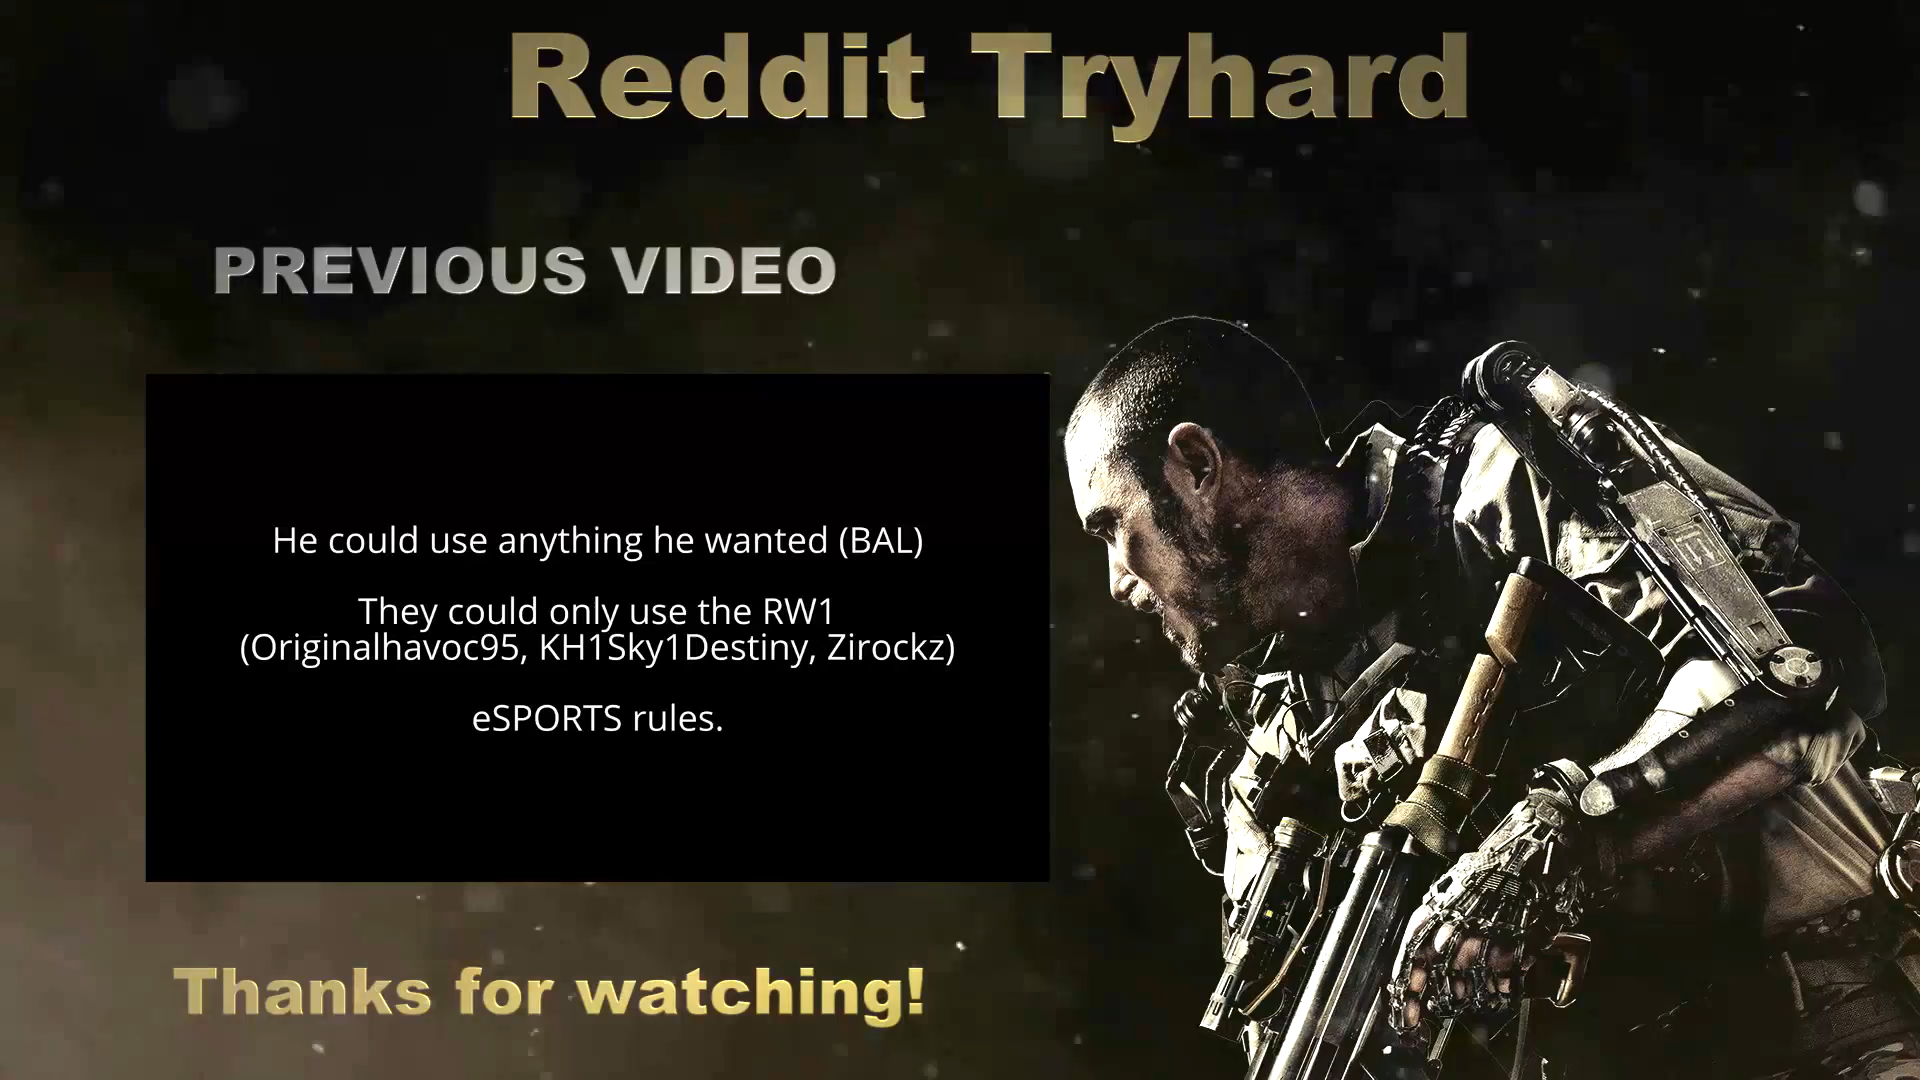 Reddit Tryhard
PREVIOUS VIDEO
He could use anything he wanted (BAL)
They could only use the RW1
(Originalhavoc95, KH1Sky1Destiny, Zirockz)
eSPORTS rules.
Thanks for watching!